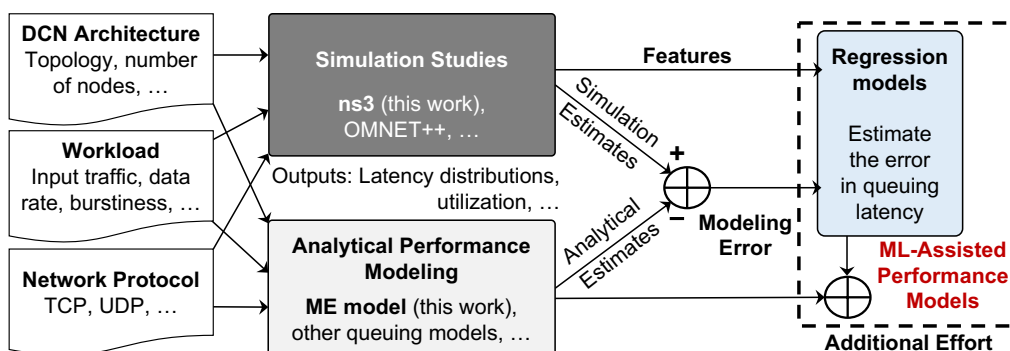 DCN Architecture
Topology, number
of nodes, …
Workload
Input traffic, data
rate, burstiness, …
Network Protocol
TCP, UDP, …
Simulation Studies
ns3 (this work),
OMNET++, …
Outputs: Latency distributions,
utilization, …
Analytical Performance
Modeling
ME model (this work),
other queuing models, …
Features
Simulation
Estimates
+
Analytical
Estimates
−
Modeling
Error
Regression
models
Estimate
the error
in queuing
latency
ML-Assisted
Performance
Models
Additional Effort